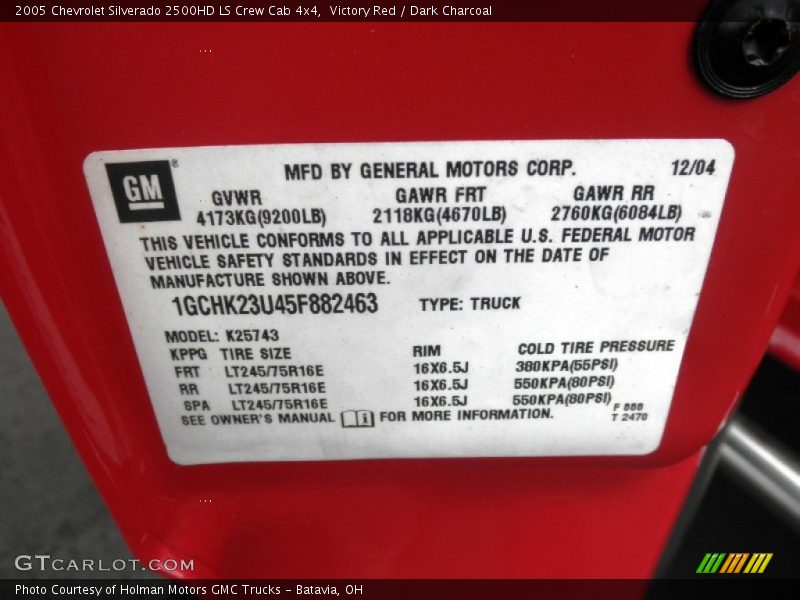 2005 Chevrolet Silverado 2500HD LS Crew Cab 4x4, Victory Red / Dark Charcoal
GM®
MFD BY GENERAL MOTORS CORP. 12/04
GVWR GAWR FRT GAWR RR
4173KG(9200LB) 2118KG(4670LB) 2760KG(6084LB)
THIS VEHICLE CONFORMS TO ALL APPLICABLE U.S. FEDERAL MOTOR
VEHICLE SAFETY STANDARDS IN EFFECT ON THE DATE OF
MANUFACTURE SHOWN ABOVE.
1GCHK23U45F882463 TYPE: TRUCK
MODEL: K25743
KPPG TIRE SIZE RIM COLD TIRE PRESSURE
FRT LT245/75R16E 16X6.5J 380KPA(55PSI)
RR LT245/75R16E 16X6.5J 550KPA(80PSI)
SPA LT245/75R16E 16X6.5J 550KPA(80PSI)
SEE OWNER'S MANUAL FOR MORE INFORMATION.
F 888
T 2470
GTCARLOT.COM
Photo Courtesy of Holman Motors GMC Trucks - Batavia, OH